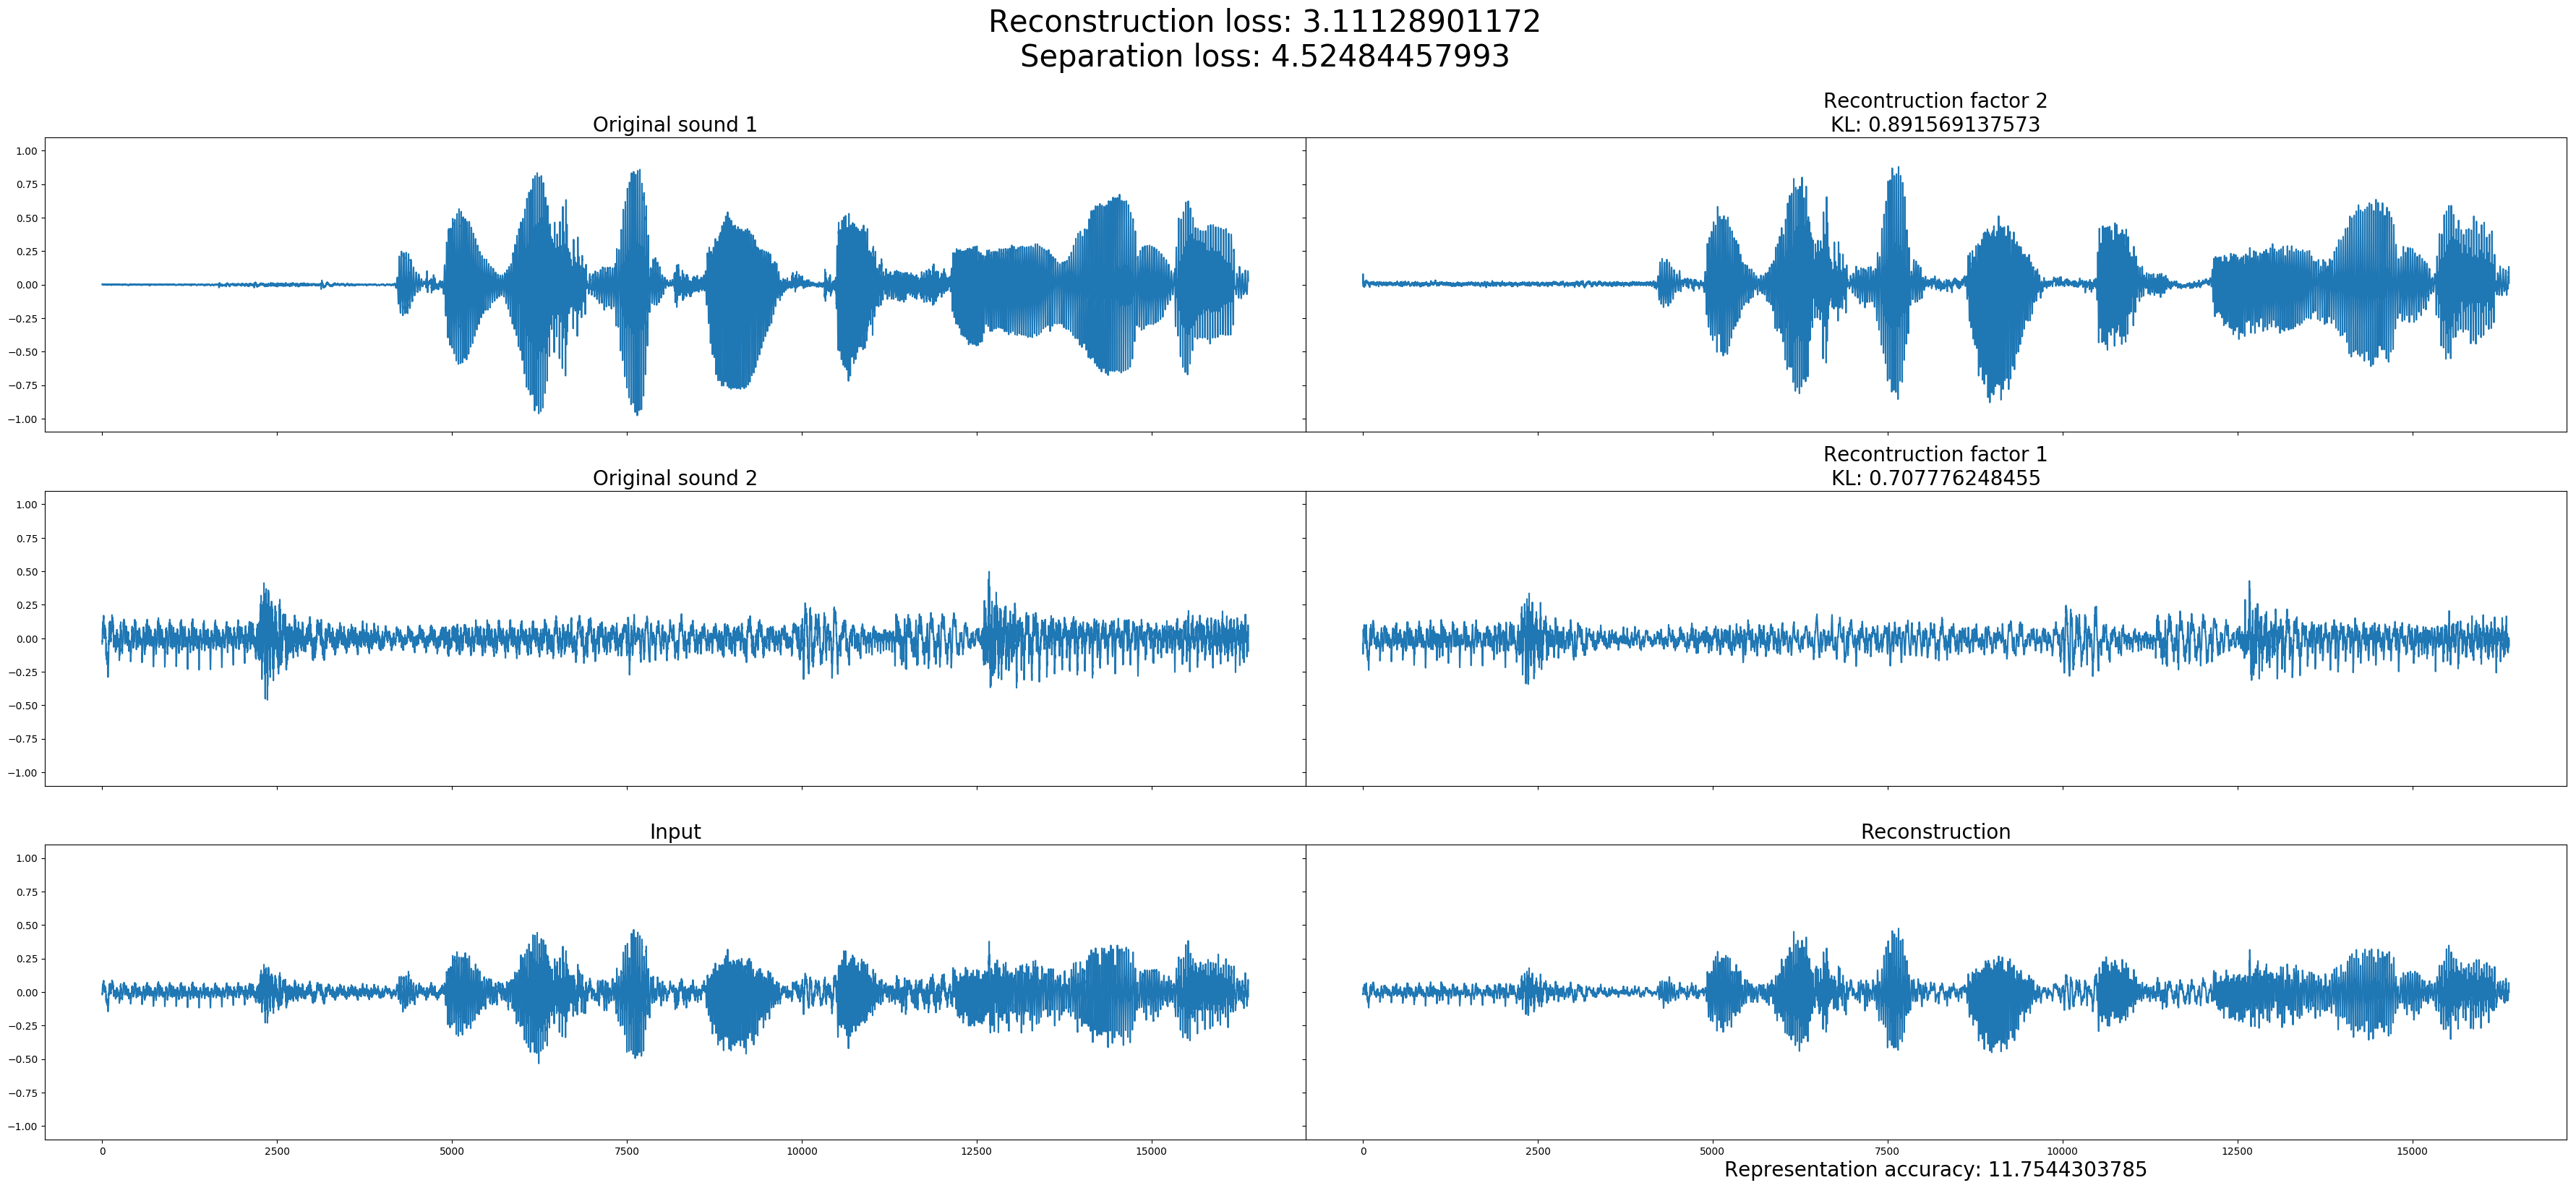 Reconstruction loss: 3.11128901172
Separation loss: 4.52484457993
Original sound 1
Recontruction factor 2
KL: 0.891569137573
1.00
0.75
0.50
0.25
0.00
−0.25
−0.50
−0.75
−1.00
Original sound 2
Recontruction factor 1
KL: 0.707776248455
1.00
0.75
0.50
0.25
0.00
−0.25
−0.50
−0.75
−1.00
Input
Reconstruction
1.00
0.75
0.50
0.25
0.00
−0.25
−0.50
−0.75
−1.00
0 2500 5000 7500 10000 12500 15000
0 2500 5000 7500 10000 12500 15000
Representation accuracy: 11.7544303785